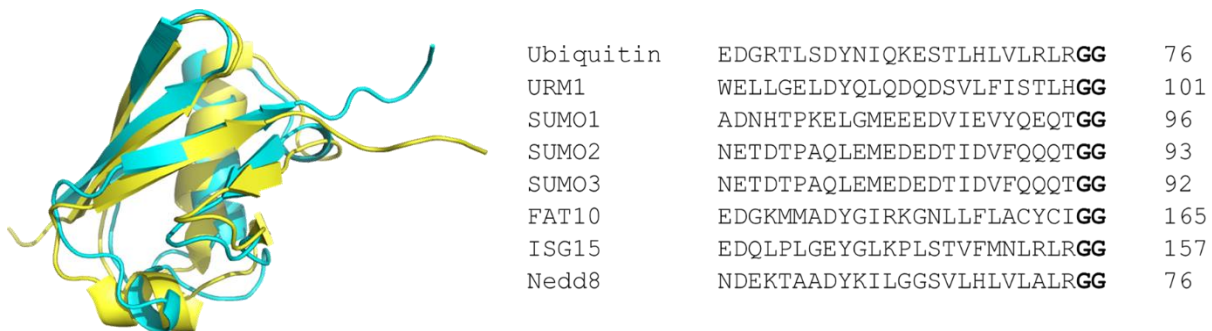 Ubiquitin EDGRTLSDYNIQKESTLHLVLRLRGG 76
URM1 WELLGELDYQLQDQDSVLFISTLHGG 101
SUMO1 ADNHTPKELGMEEEDVIEVYQEQTGG 96
SUMO2 NETDTPAQLEMEDEDTIDVFQQQTGG 93
SUMO3 NETDTPAQLEMEDEDTIDVFQQQTGG 92
FAT10 EDGKMMADYGIRKGNLLFLACYCIGG 165
ISG15 EDQLPLGEYGLKPLSTVFMNLRLRGG 157
Nedd8 NDEKTAADYKILGGSVLHLVLALRGG 76